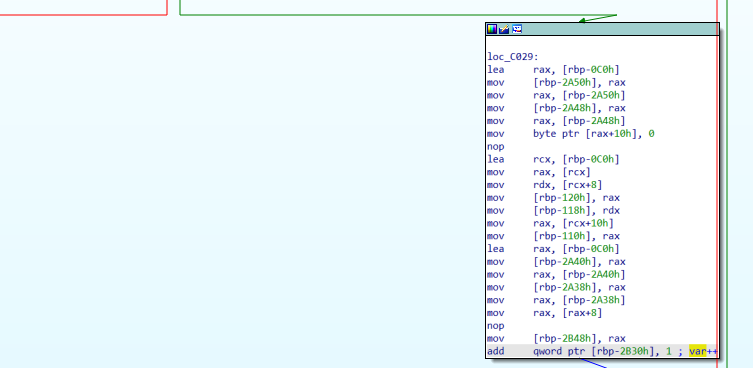 loc_C029:
lea rax, [rbp-0C0h]
mov [rbp-2A50h], rax
mov rax, [rbp-2A50h]
mov [rbp-2A48h], rax
mov rax, [rbp-2A48h]
mov byte ptr [rax+10h], 0
nop
lea rcx, [rbp-0C0h]
mov rax, [rcx]
mov rdx, [rcx+8]
mov [rbp-120h], rax
mov [rbp-118h], rdx
mov rax, [rcx+10h]
mov [rbp-110h], rax
lea rax, [rbp-0C0h]
mov [rbp-2A40h], rax
mov rax, [rbp-2A40h]
mov [rbp-2A38h], rax
mov rax, [rbp-2A38h]
mov rax, [rax+8]
nop
mov [rbp-2B48h], rax
add qword ptr [rbp-2B30h], 1 ; var++